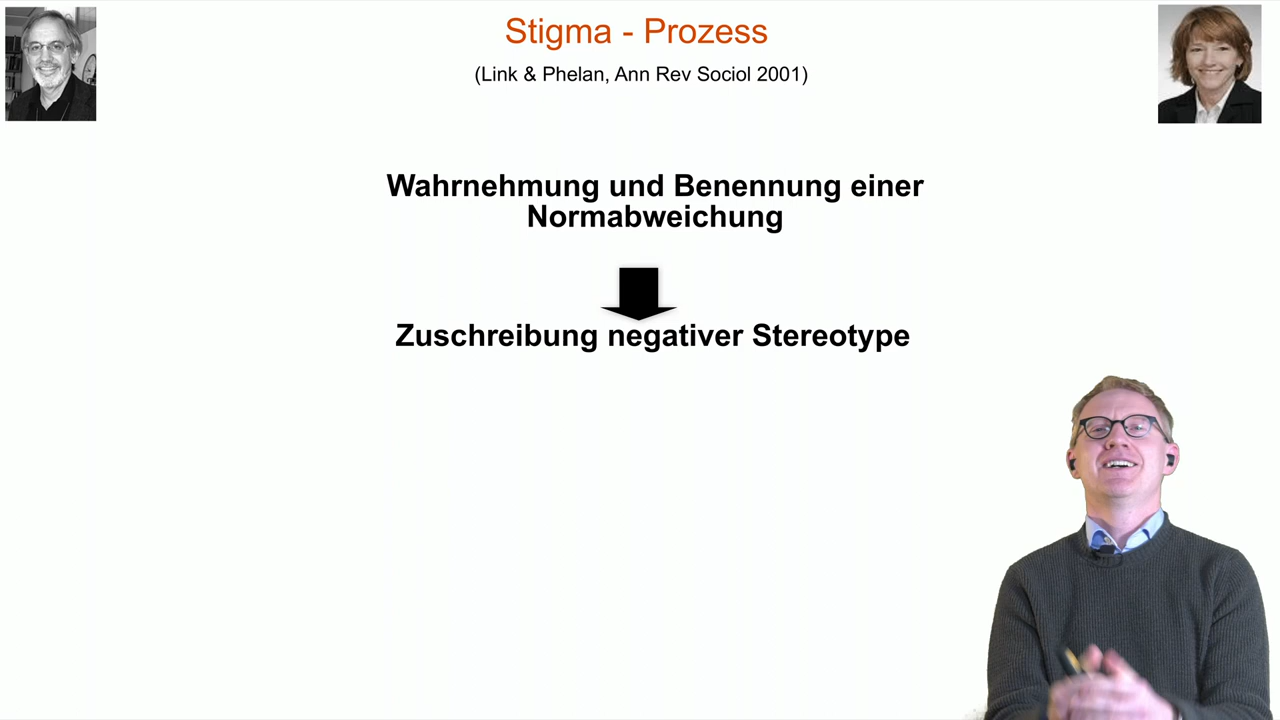 Stigma - Prozess
(Link & Phelan, Ann Rev Sociol 2001)
Wahrnehmung und Benennung einer
Normabweichung
Zuschreibung negativer Stereotype